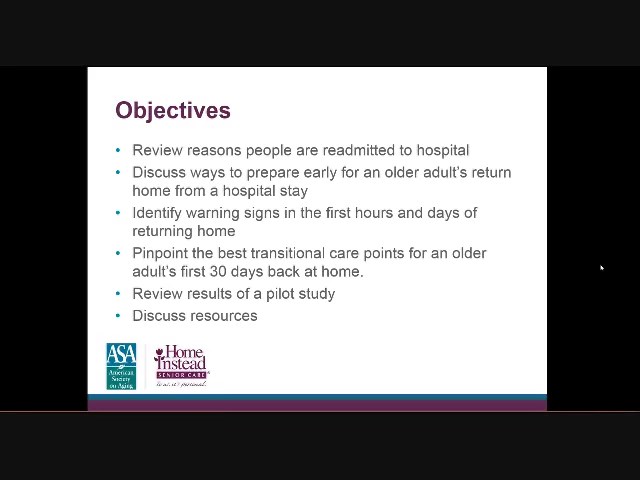 Objectives
• Review reasons people are readmitted to hospital
• Discuss ways to prepare early for an older adult's return
home from a hospital stay
• Identify warning signs in the first hours and days of
returning home
• Pinpoint the best transitional care points for an older
adult's first 30 days back at home.
• Review results of a pilot study
• Discuss resources
ASA
American
Society
on Aging
Home
Instead
SENIOR CARE
to us, it's personal.